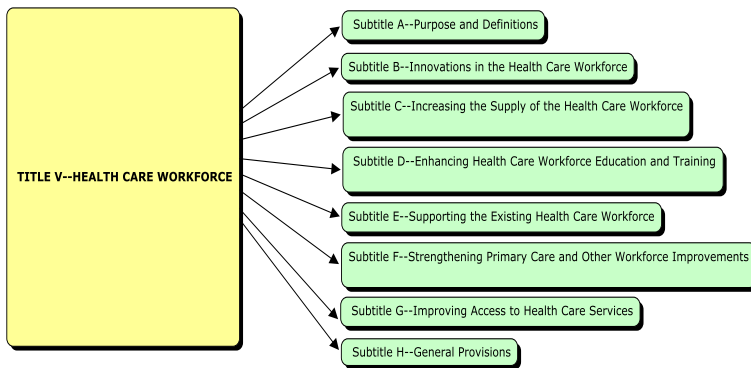 TITLE V--HEALTH CARE WORKFORCE
Subtitle A--Purpose and Definitions
Subtitle B--Innovations in the Health Care Workforce
Subtitle C--Increasing the Supply of the Health Care Workforce
Subtitle D--Enhancing Health Care Workforce Education and Training
Subtitle E--Supporting the Existing Health Care Workforce
Subtitle F--Strengthening Primary Care and Other Workforce Improvements
Subtitle G--Improving Access to Health Care Services
Subtitle H--General Provisions